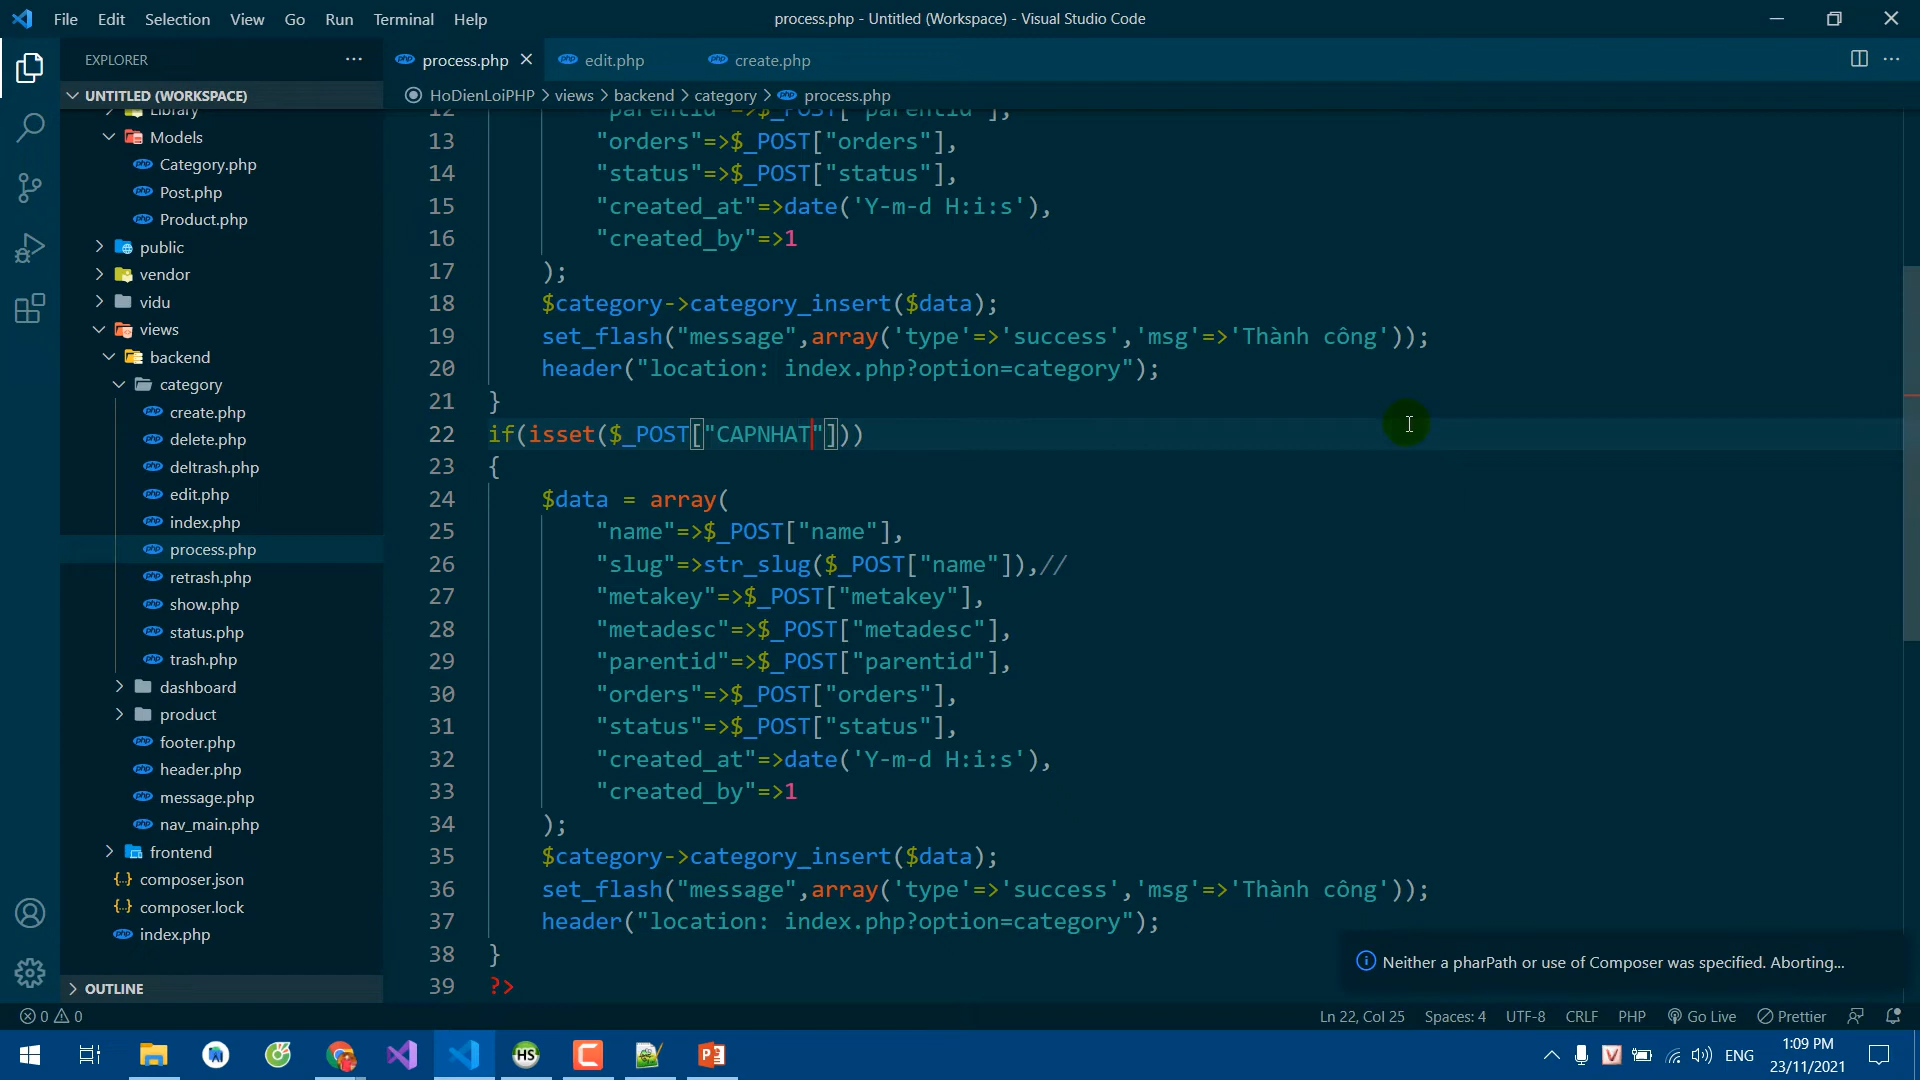 File Edit Selection View Go Run Terminal Help
process.php - Untitled (Workspace) - Visual Studio Code
EXPLORER
process.php
edit.php
create.php
UNTITLED (WORKSPACE)
HoDienLoiPHP > views > backend > category > process.php
Library
Models
Category.php
Post.php
Product.php
public
vendor
vidu
views
backend
category
create.php
delete.php
deltrash.php
edit.php
index.php
process.php
retrash.php
show.php
status.php
trash.php
dashboard
product
footer.php
header.php
message.php
nav_main.php
frontend
composer.json
composer.lock
index.php
OUTLINE
12 "parentid"=>$_POST["parentid"],
13 "orders"=>$_POST["orders"],
14 "status"=>$_POST["status"],
15 "created_at"=>date('Y-m-d H:i:s'),
16 "created_by"=>1
17 );
18 $category->category_insert($data);
19 set_flash("message",array('type'=>'success','msg'=>'Thành công'));
20 header("location: index.php?option=category");
21 }
22 if(isset($_POST["CAPNHAT"]))
23 {
24 $data = array(
25 "name"=>$_POST["name"],
26 "slug"=>str_slug($_POST["name"]),//
27 "metakey"=>$_POST["metakey"],
28 "metadesc"=>$_POST["metadesc"],
29 "parentid"=>$_POST["parentid"],
30 "orders"=>$_POST["orders"],
31 "status"=>$_POST["status"],
32 "created_at"=>date('Y-m-d H:i:s'),
33 "created_by"=>1
34 );
35 $category->category_insert($data);
36 set_flash("message",array('type'=>'success','msg'=>'Thành công'));
37 header("location: index.php?option=category");
38 }
39 ?>
Neither a pharPath or use of Composer was specified. Aborting...
0 0
Ln 22, Col 25 Spaces: 4 UTF-8 CRLF PHP Go Live Prettier
HS
V
ENG
1:09 PM
23/11/2021